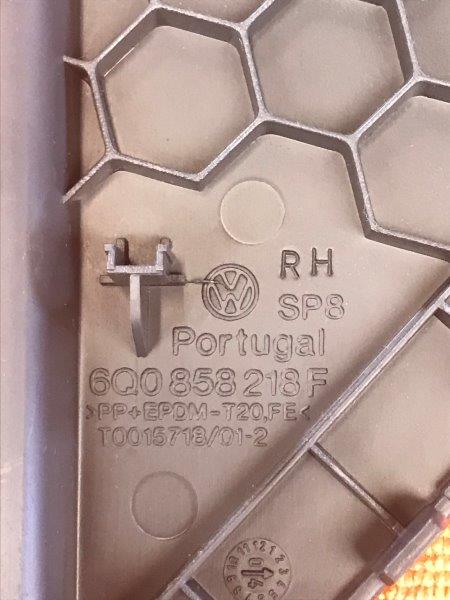 RH
SP8
Portugal
6Q0 858 218 F
>PP+EPDM-T20,FE<
T0015718/01-2